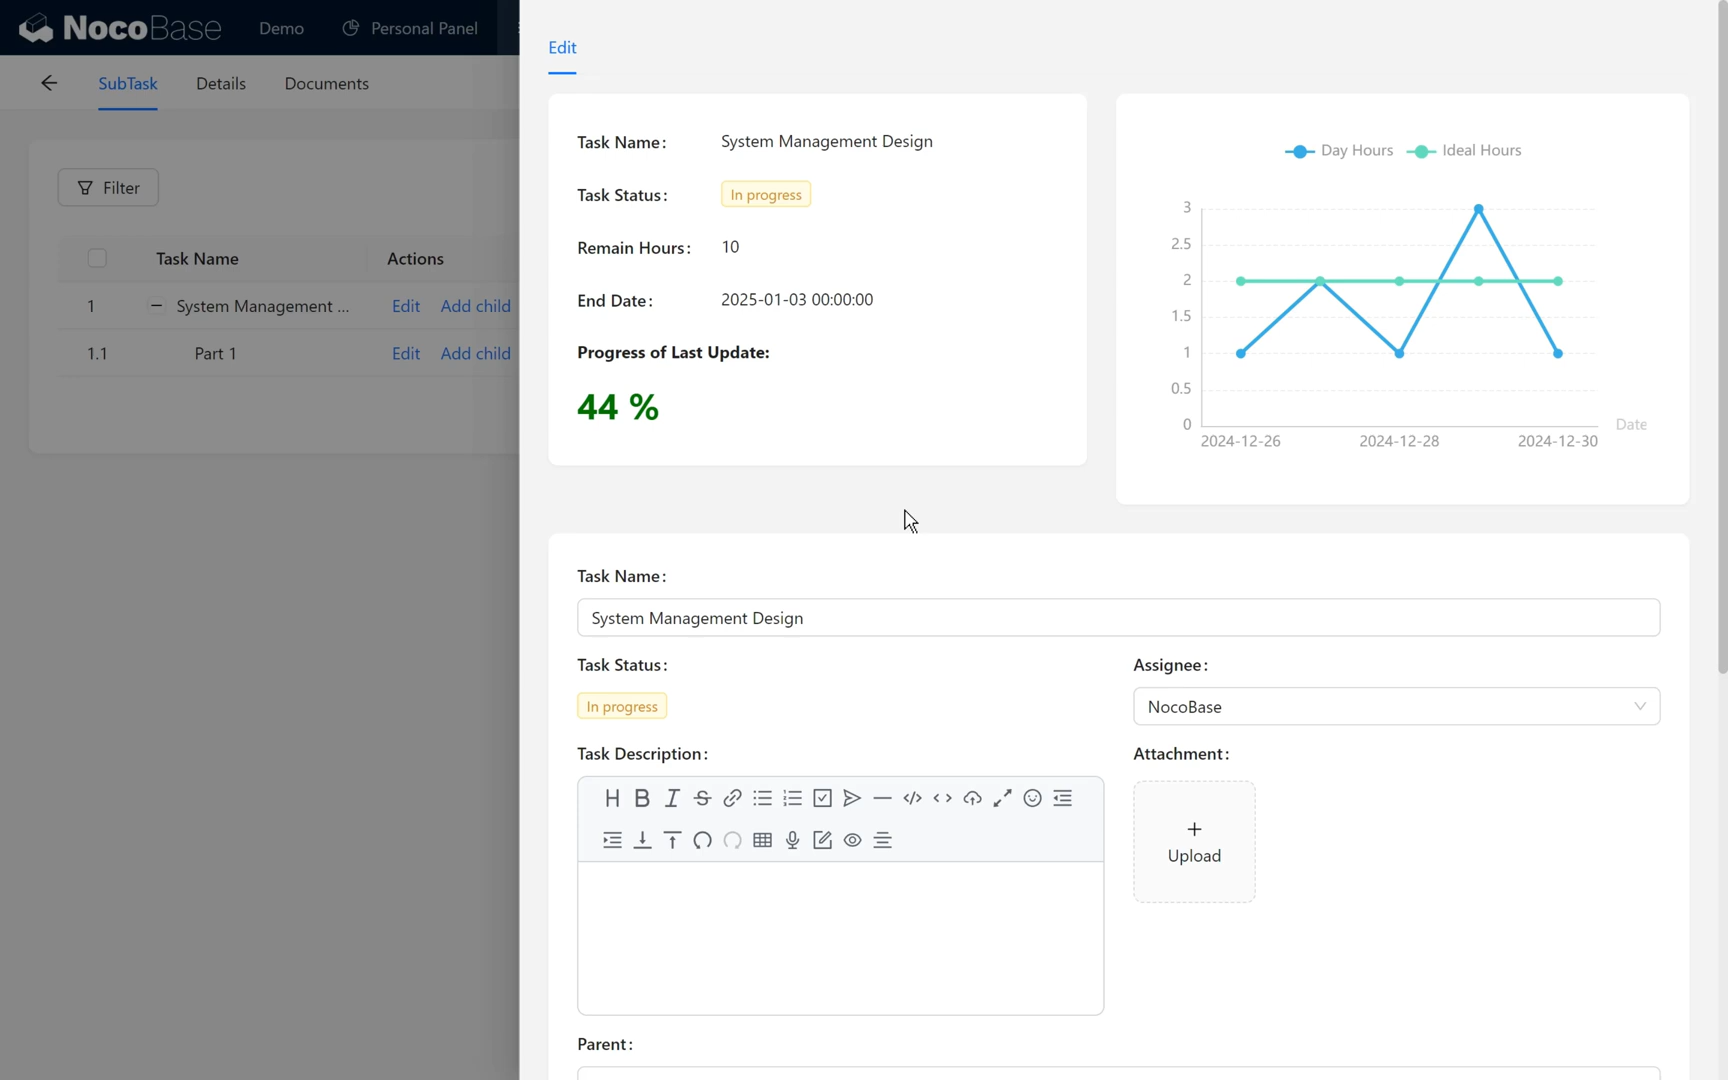 NocoBase Demo Personal Panel
SubTask Details Documents
Filter
Task Name Actions
1 System Management ... Edit Add child
1.1 Part 1 Edit Add child
Edit
Task Name: System Management Design
Task Status: In progress
Remain Hours: 10
End Date: 2025-01-03 00:00:00
Progress of Last Update:
44 %
Day Hours Ideal Hours
3
2.5
2
1.5
1
0.5
0
Date
2024-12-26 2024-12-28 2024-12-30
Task Name:
System Management Design
Task Status: Assignee:
In progress NocoBase
Task Description: Attachment:
H B I S
Upload
Parent: